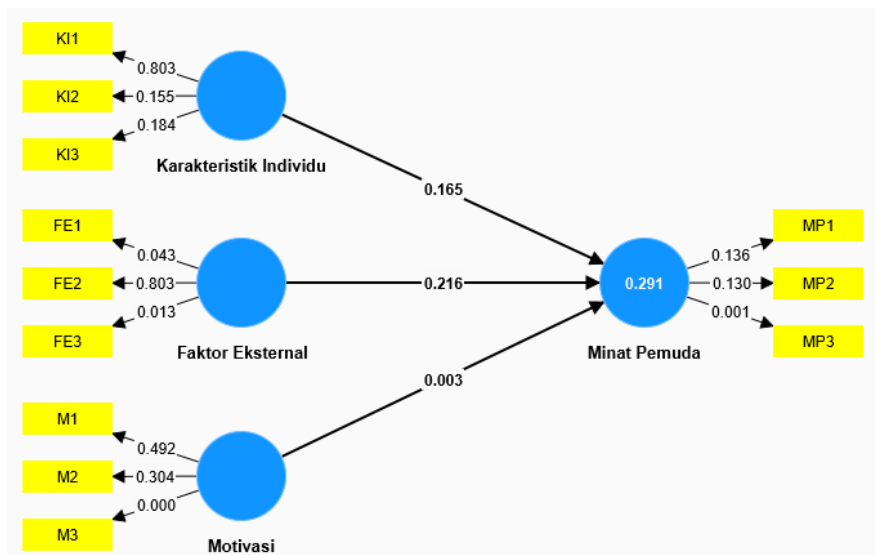 KI1
0.803
KI2
0.155
0.184
KI3
Karakteristik Individu
0.165
FE1
0.043
FE2
0.803
0.013
FE3
Faktor Eksternal
0.216
0.291
Minat Pemuda
MP1
0.136
MP2
0.130
0.001
MP3
0.003
M1
0.492
M2
0.304
0.000
M3
Motivasi